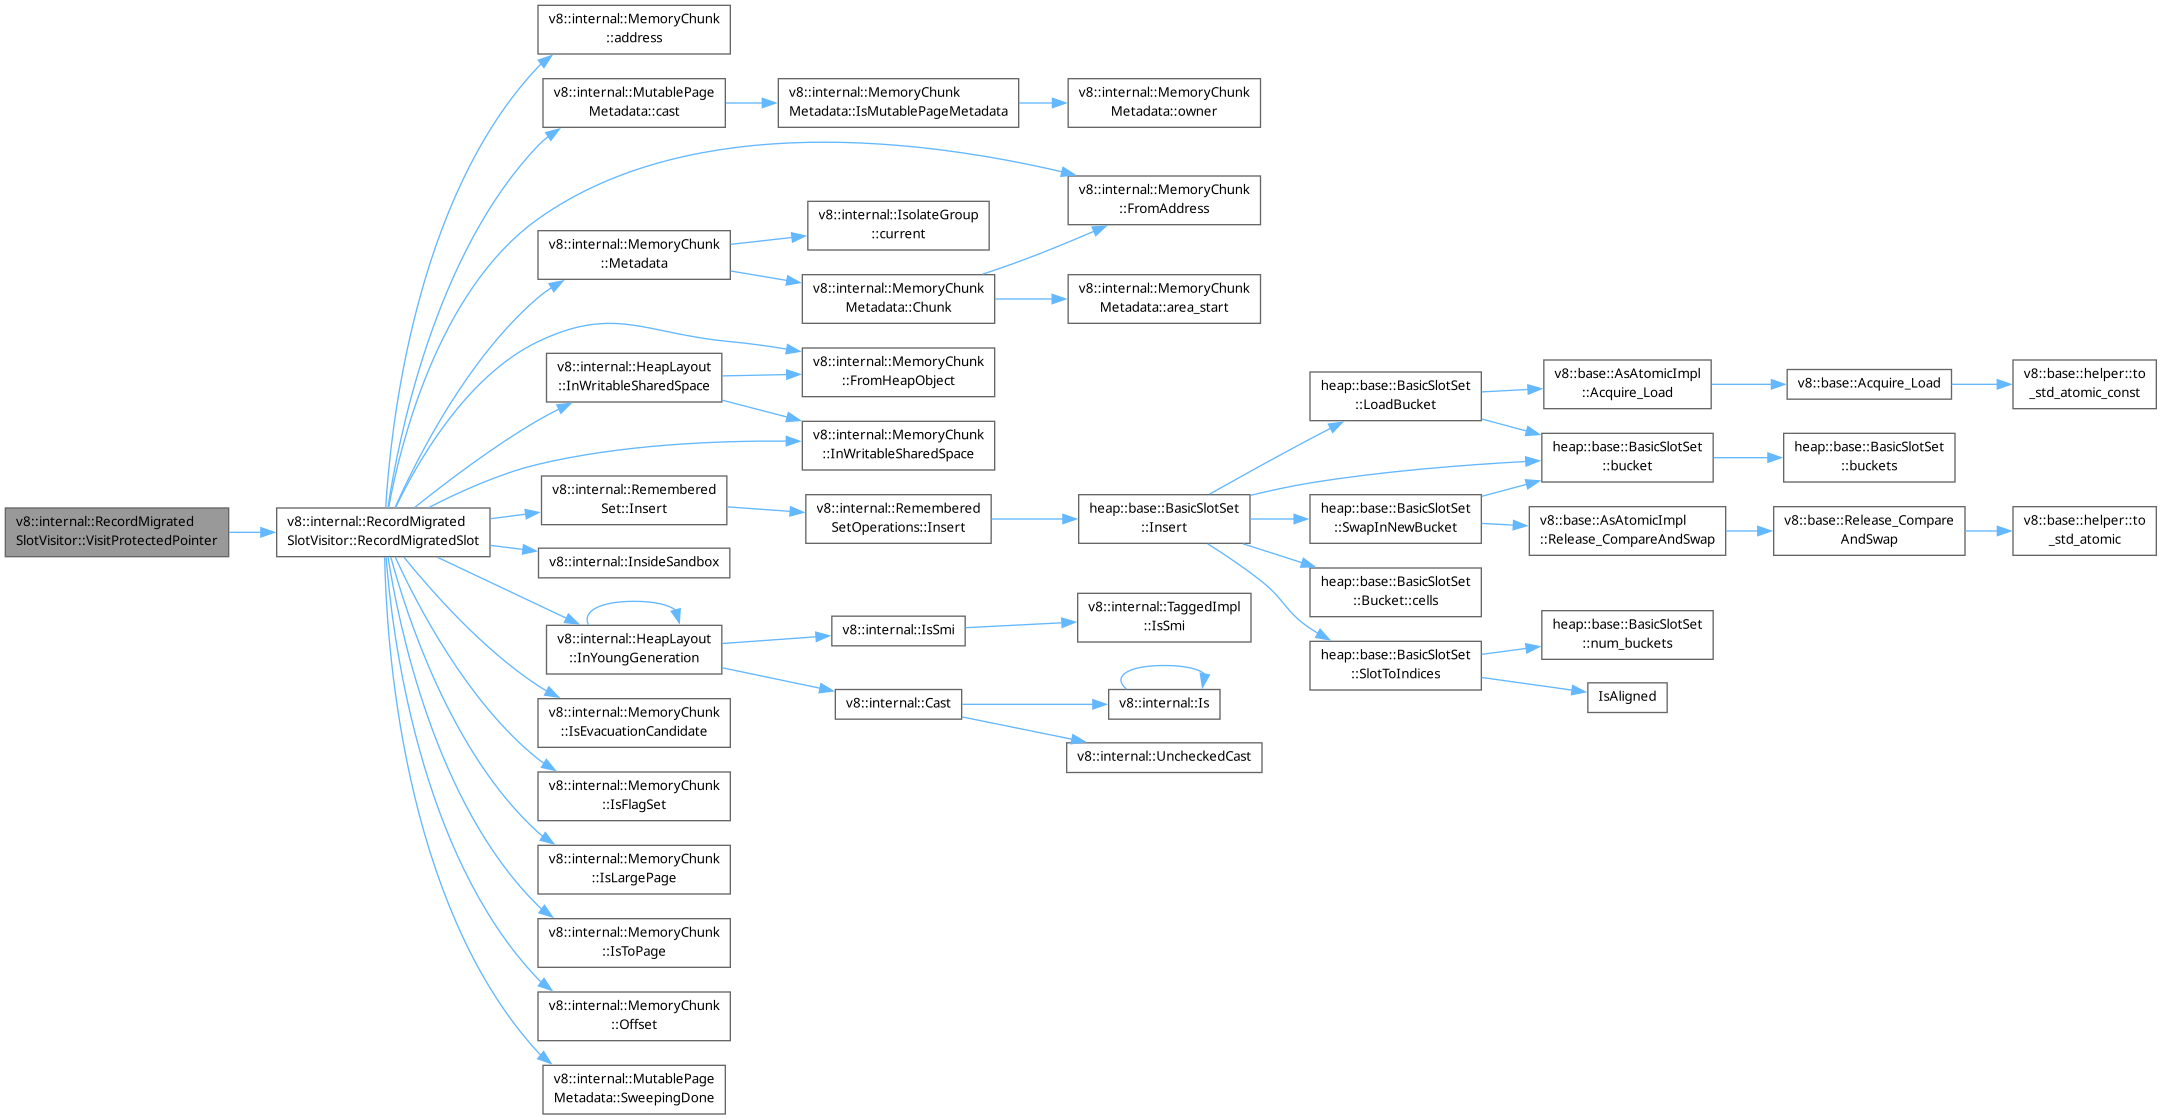 v8::internal::MemoryChunk
::address
v8::internal::MutablePage
Metadata::cast
v8::internal::MemoryChunk
Metadata::IsMutablePageMetadata
v8::internal::MemoryChunk
Metadata::owner
v8::internal::MemoryChunk
::FromAddress
v8::internal::IsolateGroup
::current
v8::internal::MemoryChunk
::Metadata
v8::internal::MemoryChunk
Metadata::Chunk
v8::internal::MemoryChunk
Metadata::area_start
v8::internal::HeapLayout
::InWritableSharedSpace
v8::internal::MemoryChunk
::FromHeapObject
v8::internal::MemoryChunk
::InWritableSharedSpace
heap::base::BasicSlotSet
::LoadBucket
v8::base::AsAtomicImpl
::Acquire_Load
v8::base::Acquire_Load
v8::base::helper::to
_std_atomic_const
heap::base::BasicSlotSet
::bucket
heap::base::BasicSlotSet
::buckets
v8::internal::RecordMigrated
SlotVisitor::VisitProtectedPointer
v8::internal::RecordMigrated
SlotVisitor::RecordMigratedSlot
v8::internal::Remembered
Set::Insert
v8::internal::Remembered
SetOperations::Insert
heap::base::BasicSlotSet
::Insert
heap::base::BasicSlotSet
::SwapInNewBucket
v8::base::AsAtomicImpl
::Release_CompareAndSwap
v8::base::Release_Compare
AndSwap
v8::base::helper::to
_std_atomic
v8::internal::InsideSandbox
heap::base::BasicSlotSet
::Bucket::cells
v8::internal::HeapLayout
::InYoungGeneration
v8::internal::IsSmi
v8::internal::TaggedImpl
::IsSmi
heap::base::BasicSlotSet
::SlotToIndices
heap::base::BasicSlotSet
::num_buckets
IsAligned
v8::internal::Cast
v8::internal::Is
v8::internal::UncheckedCast
v8::internal::MemoryChunk
::IsEvacuationCandidate
v8::internal::MemoryChunk
::IsFlagSet
v8::internal::MemoryChunk
::IsLargePage
v8::internal::MemoryChunk
::IsToPage
v8::internal::MemoryChunk
::Offset
v8::internal::MutablePage
Metadata::SweepingDone